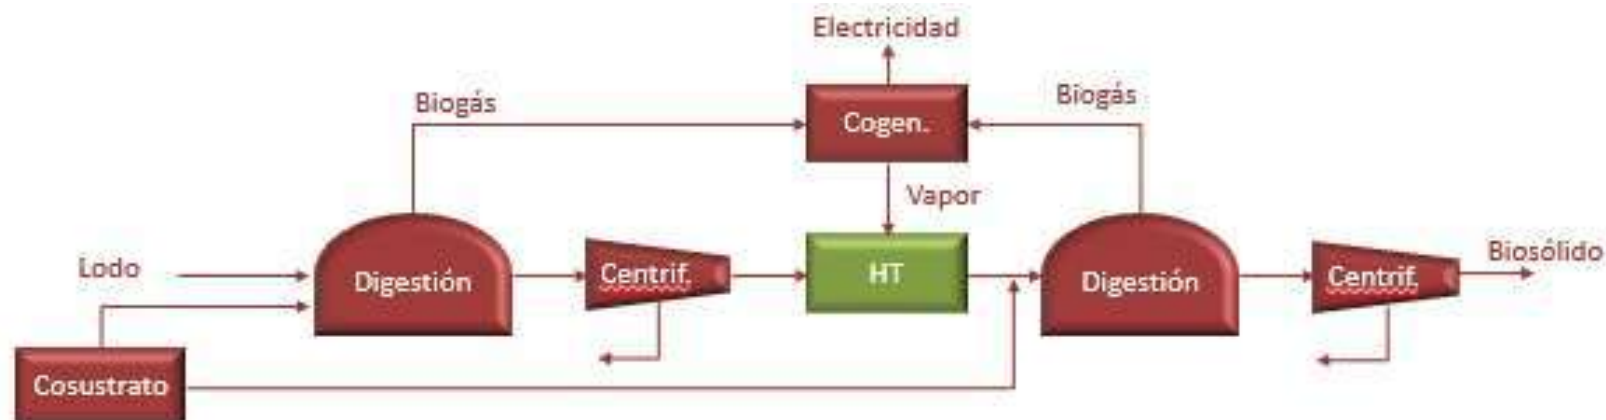 Electricidad
Biogás
Cogen.
Biogás
Vapor
Lodo
Digestión
Centrif.
HT
Digestión
Centrif.
Biosólido
Cosustrato